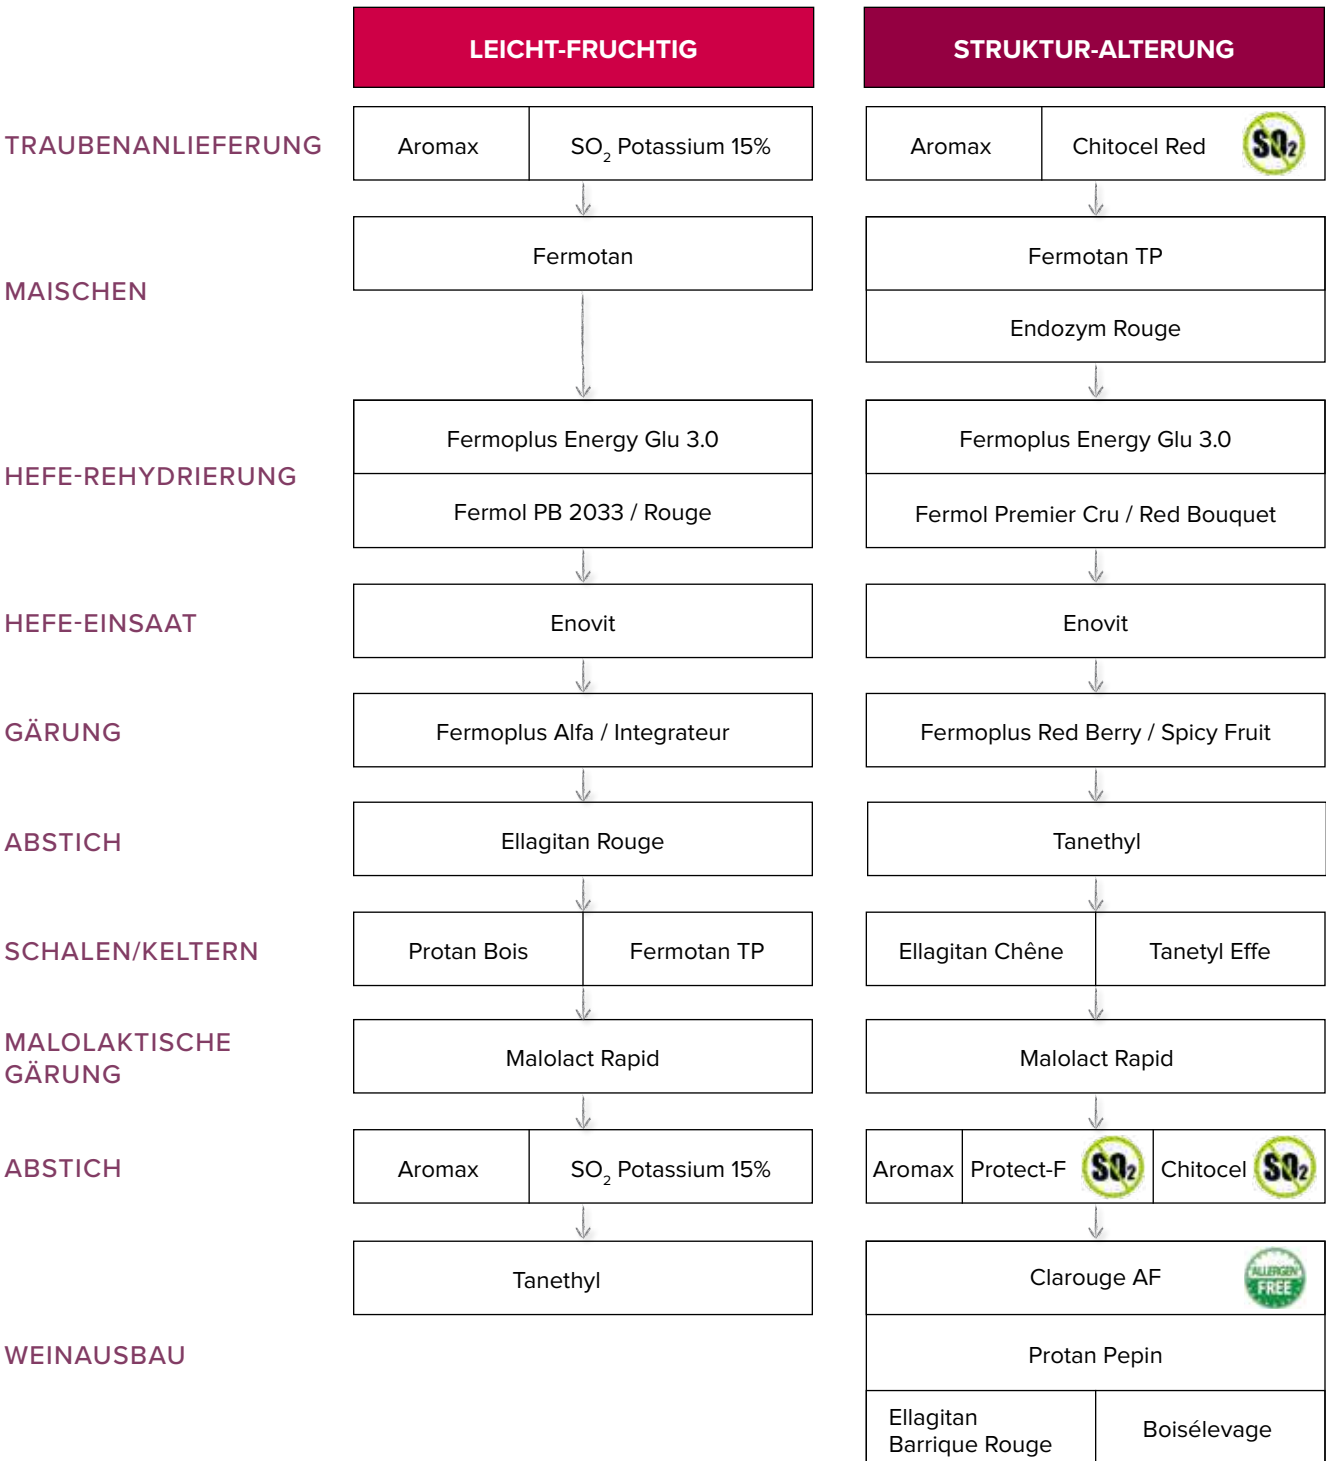 LEICHT-FRUCHTIG
STRUKTUR-ALTERUNG
TRAUBENANLIEFERUNG
Aromax
SO₂ Potassium 15%
Aromax
Chitocel Red
SO₂
MAISCHEN
Fermotan
Fermotan TP
Endozym Rouge
HEFE-REHYDRIERUNG
Fermoplus Energy Glu 3.0
Fermoplus Energy Glu 3.0
Fermol PB 2033 / Rouge
Fermol Premier Cru / Red Bouquet
HEFE-EINSAAT
Enovit
Enovit
GÄRUNG
Fermoplus Alfa / Integrateur
Fermoplus Red Berry / Spicy Fruit
ABSTICH
Ellagitan Rouge
Tanethyl
SCHALEN/KELTERN
Protan Bois
Fermotan TP
Ellagitan Chêne
Tanetyl Effe
MALOLAKTISCHE
GÄRUNG
Malolact Rapid
Malolact Rapid
ABSTICH
Aromax
SO₂ Potassium 15%
Aromax
Protect-F
SO₂
Chitocel
SO₂
WEINAUSBAU
Tanethyl
Clarouge AF
ALLERGEN
FREE
Protan Pepin
Ellagitan
Barrique Rouge
Boisélevage